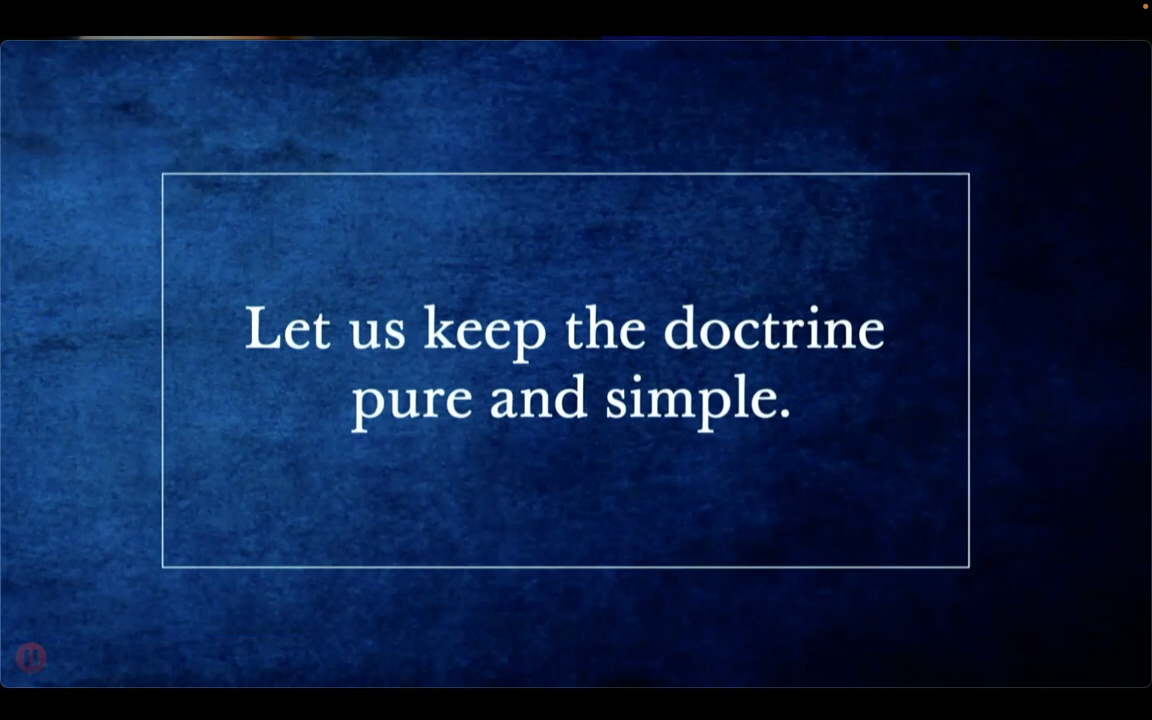 Let us keep the doctrine
pure and simple.